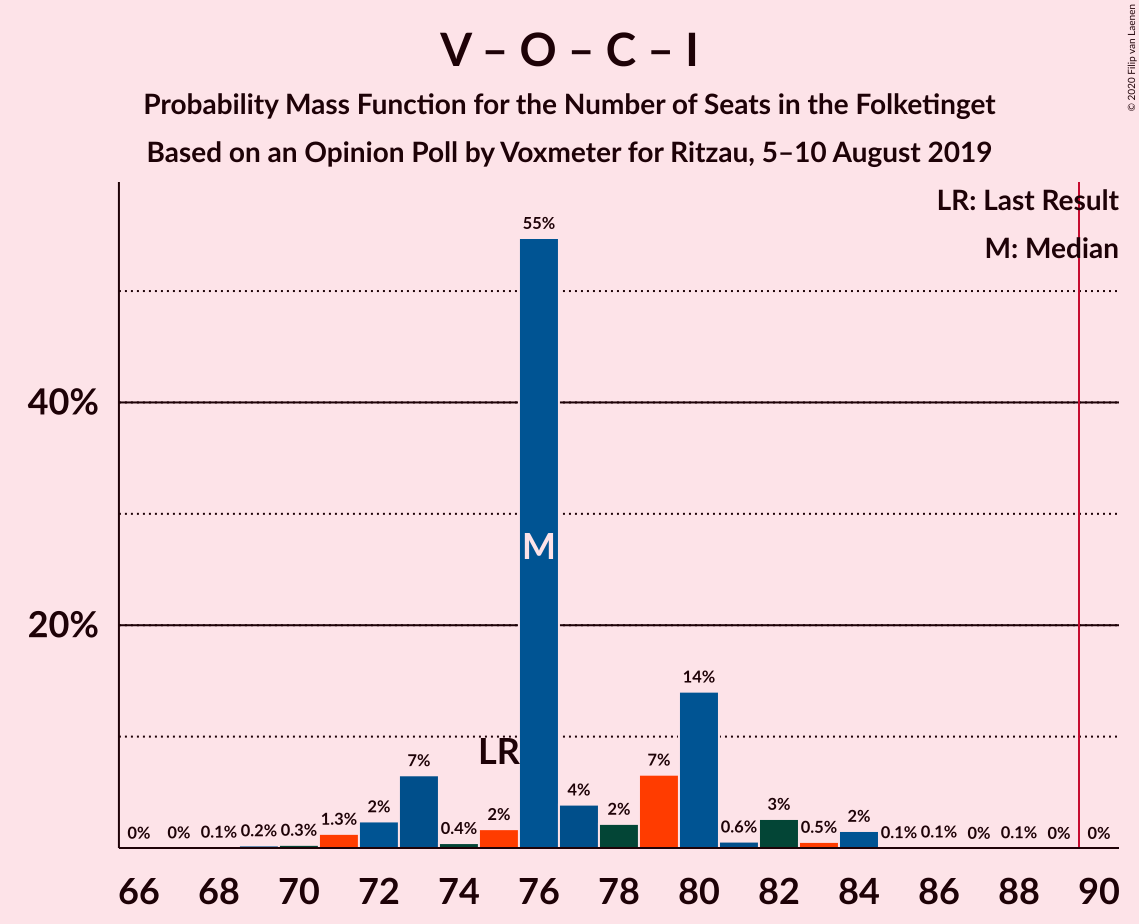 V – O – C – I
Probability Mass Function for the Number of Seats in the Folketinget
Based on an Opinion Poll by Voxmeter for Ritzau, 5–10 August 2019
© 2020 Filip van Laenen
LR: Last Result
M: Median
55%
40%
M
20%
14%
LR
7%
7%
4%
3%
2%
2%
2%
2%
1.3%
0.6%
0.5%
0.4%
0% 0% 0.1% 0.2% 0.3% 0.1% 0.1% 0% 0.1% 0% 0%
66 68 70 72 74 76 78 80 82 84 86 88 90